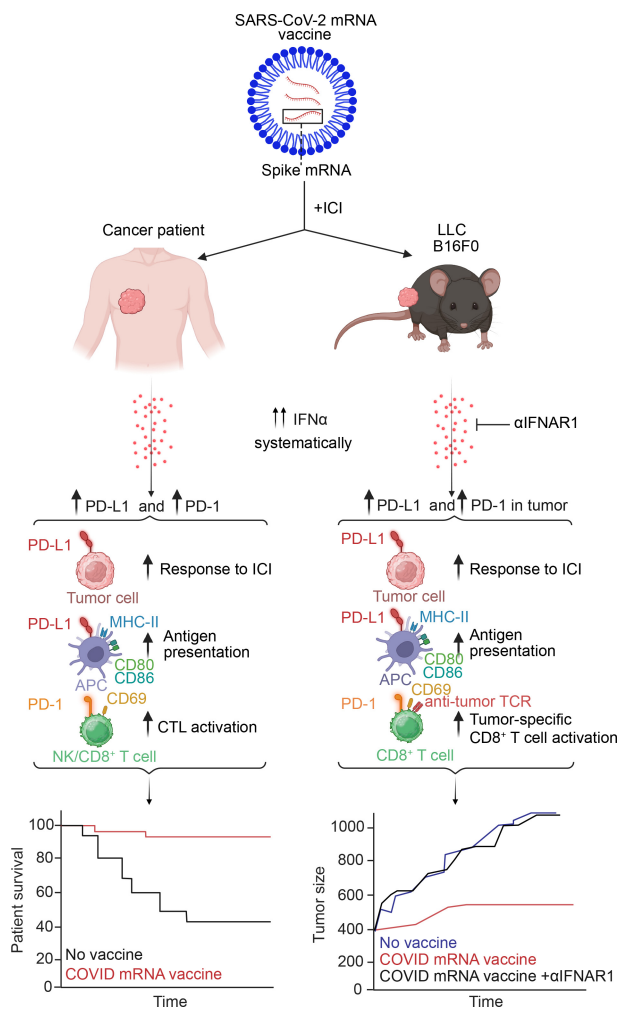 SARS-CoV-2 mRNA
vaccine
Spike mRNA
+ICI
Cancer patient
LLC
B16F0
IFNα
systematically
αIFNAR1
PD-L1 and PD-1
PD-L1
Tumor cell
Response to ICI
PD-L1
MHC-II
CD80
CD86
APC
Antigen
presentation
PD-1
CD69
NK/CD8⁺ T cell
CTL activation
PD-L1 and PD-1 in tumor
PD-L1
Tumor cell
Response to ICI
PD-L1
MHC-II
CD80
CD86
APC
Antigen
presentation
PD-1
CD69
anti-tumor TCR
CD8⁺ T cell
Tumor-specific
CD8⁺ T cell activation
Patient survival
100
80
60
40
20
0
No vaccine
COVID mRNA vaccine
Time
Tumor size
1000
800
600
400
200
0
No vaccine
COVID mRNA vaccine
COVID mRNA vaccine +αIFNAR1
Time